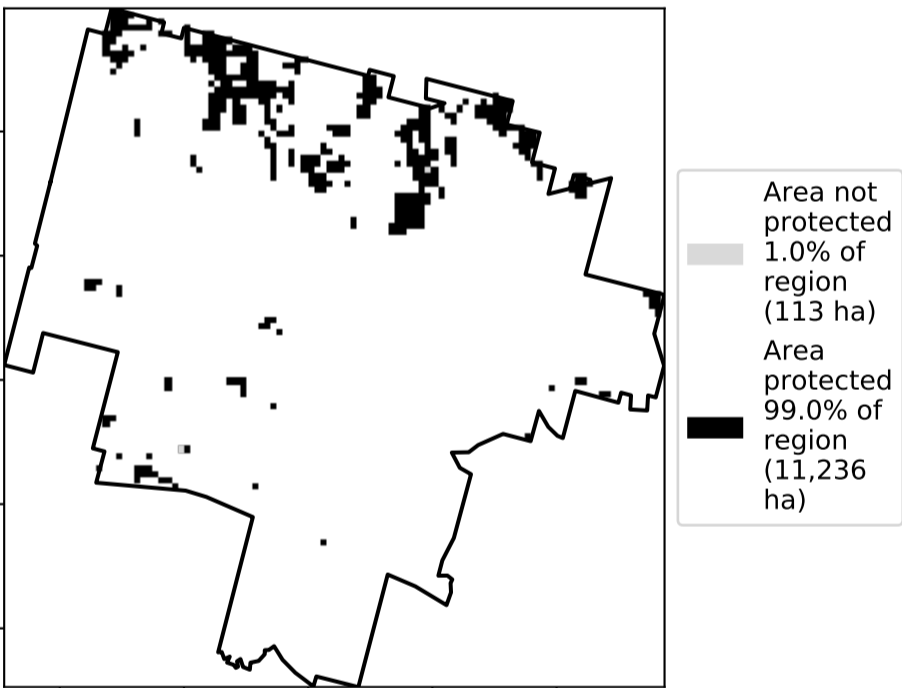 Area not
protected
1.0% of
region
(113 ha)
Area
protected
99.0% of
region
(11,236
ha)